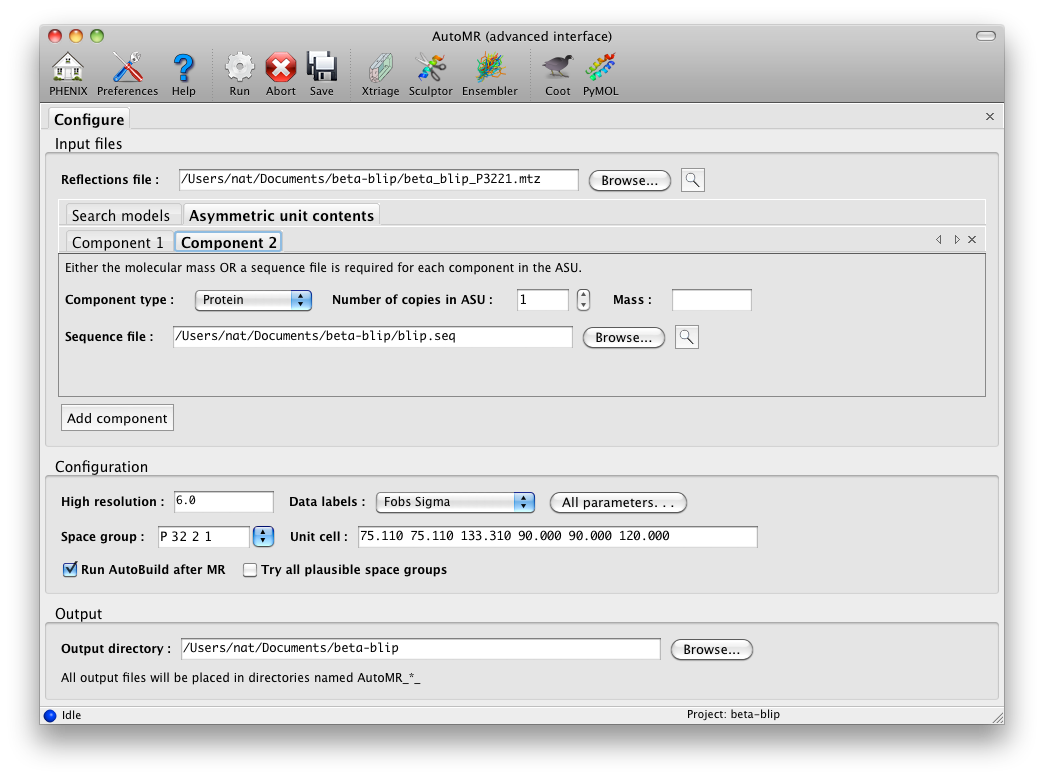 AutoMR (advanced interface)
PHENIX Preferences Help Run Abort Save Xtriage Sculptor Ensembler Coot PyMOL
Configure
Input files
Reflections file : /Users/nat/Documents/beta-blip/beta_blip_P3221.mtz Browse...
Search models Asymmetric unit contents
Component 1 Component 2
Either the molecular mass OR a sequence file is required for each component in the ASU.
Component type : Protein Number of copies in ASU : 1 Mass :
Sequence file : /Users/nat/Documents/beta-blip/blip.seq Browse...
Add component
Configuration
High resolution : 6.0 Data labels : Fobs Sigma All parameters. . .
Space group : P 32 2 1 Unit cell : 75.110 75.110 133.310 90.000 90.000 120.000
Run AutoBuild after MR Try all plausible space groups
Output
Output directory : /Users/nat/Documents/beta-blip Browse...
All output files will be placed in directories named AutoMR_*_
Idle Project: beta-blip